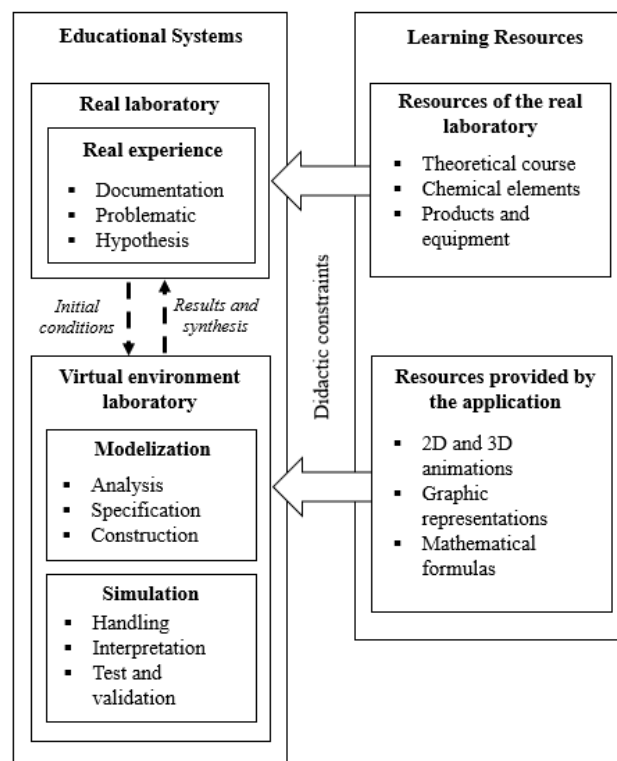 Educational Systems
Real laboratory
Real experience
▪ Documentation
▪ Problematic
▪ Hypothesis
Initial
conditions
Results and
synthesis
Virtual environment
laboratory
Modelization
▪ Analysis
▪ Specification
▪ Construction
Simulation
▪ Handling
▪ Interpretation
▪ Test and
validation
Didactic constraints
Learning Resources
Resources of the real
laboratory
▪ Theoretical course
▪ Chemical elements
▪ Products and
equipment
Resources provided by
the application
▪ 2D and 3D
animations
▪ Graphic
representations
▪ Mathematical
formulas